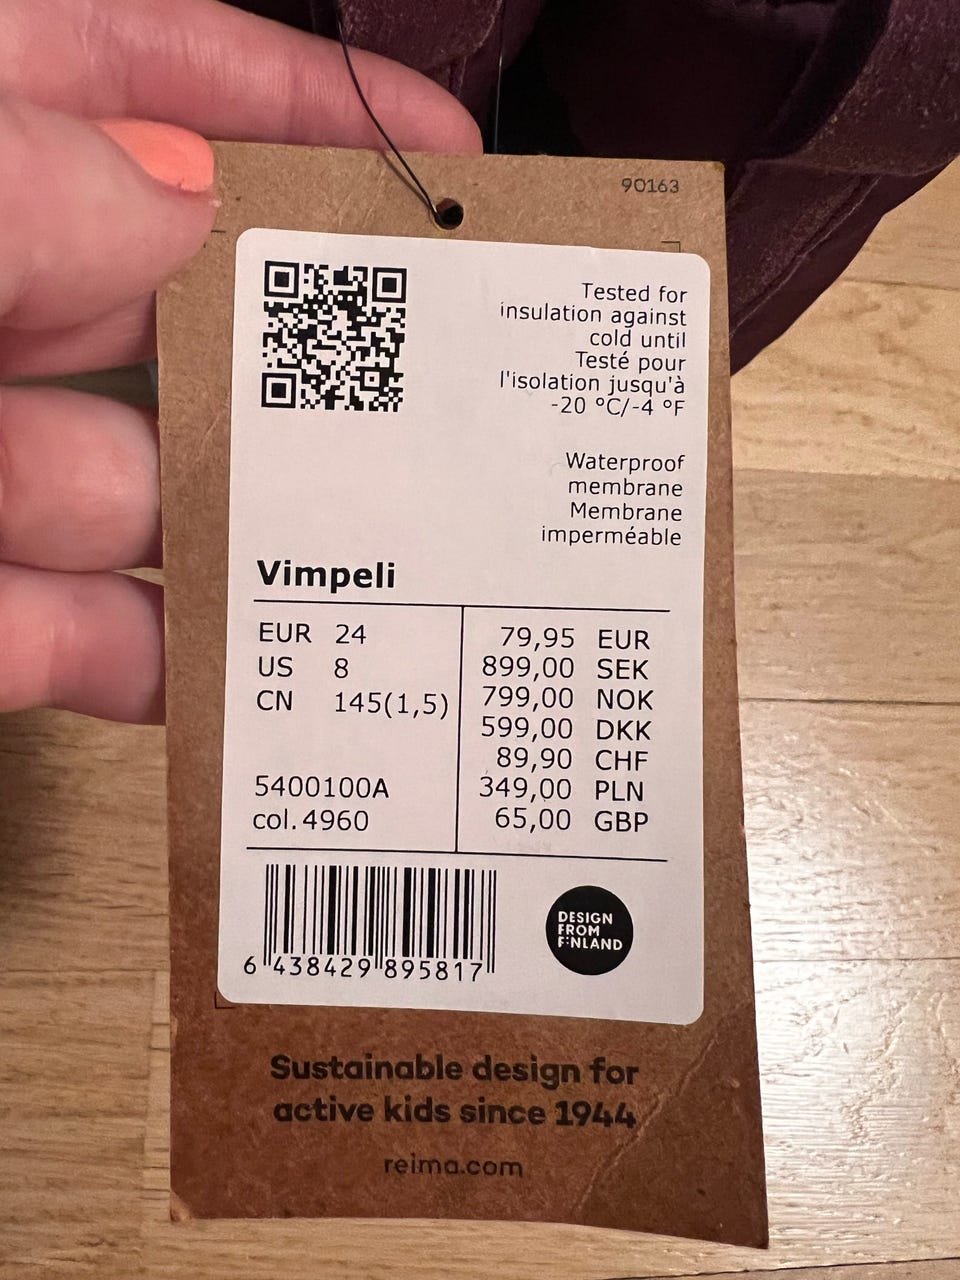 90163
Tested for
insulation against
cold until
Testé pour
l'isolation jusqu'à
-20 °C/-4 °F
Waterproof
membrane
Membrane
imperméable
Vimpeli
EUR 24
US 8
CN 145(1,5)
5400100A
col. 4960
79,95 EUR
899,00 SEK
799,00 NOK
599,00 DKK
89,90 CHF
349,00 PLN
65,00 GBP
6 438429 895817
DESIGN
FROM
FINLAND
Sustainable design for
active kids since 1944
reima.com